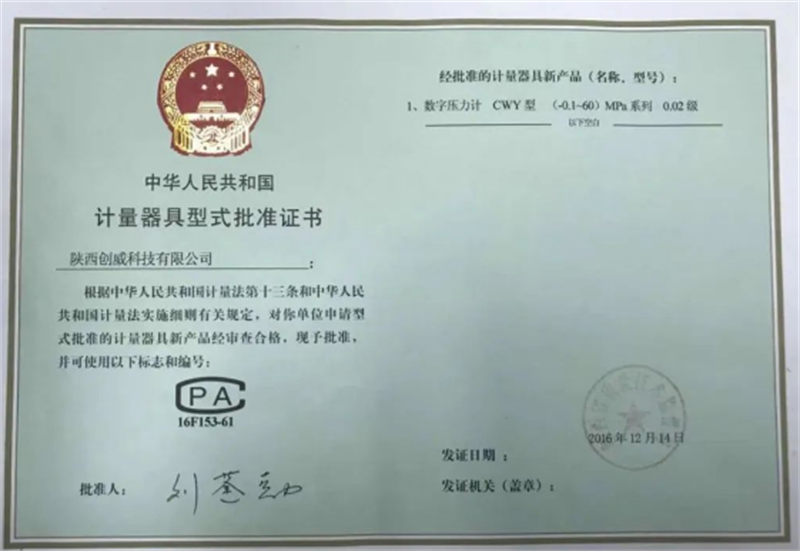 中华人民共和国
计量器具型式批准证书
陕西创威科技有限公司：
根据中华人民共和国计量法第十三条和中华人民
共和国计量法实施细则有关规定，对你单位申请型
式批准的计量器具新产品经审查合格，现予批准，
并可使用以下标志和编号：
CPA
16F153-61
批准人：
经批准的计量器具新产品（名称、型号）：
1、数字压力计 CWY 型 （-0.1~60）MPa 系列 0.02 级
以下空白
2016 年 12 月 14 日
发证日期：
发证机关（盖章）：